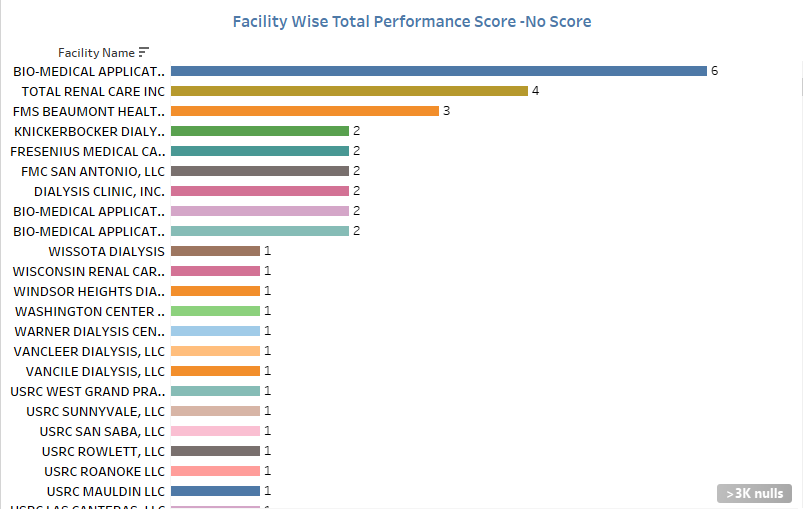 Facility Wise Total Performance Score -No Score
Facility Name
BIO-MEDICAL APPLICAT.. 6
TOTAL RENAL CARE INC 4
FMS BEAUMONT HEALT.. 3
KNICKERBOCKER DIALY.. 2
FRESENIUS MEDICAL CA.. 2
FMC SAN ANTONIO, LLC 2
DIALYSIS CLINIC, INC. 2
BIO-MEDICAL APPLICAT.. 2
BIO-MEDICAL APPLICAT.. 2
WISSOTA DIALYSIS 1
WISCONSIN RENAL CAR.. 1
WINDSOR HEIGHTS DIA.. 1
WASHINGTON CENTER .. 1
WARNER DIALYSIS CEN.. 1
VANCLEER DIALYSIS, LLC 1
VANCILE DIALYSIS, LLC 1
USRC WEST GRAND PRA.. 1
USRC SUNNYVALE, LLC 1
USRC SAN SABA, LLC 1
USRC ROWLETT, LLC 1
USRC ROANOKE LLC 1
USRC MAULDIN LLC 1
USRC LAS CANTERAS, LLC 1
>3K nulls